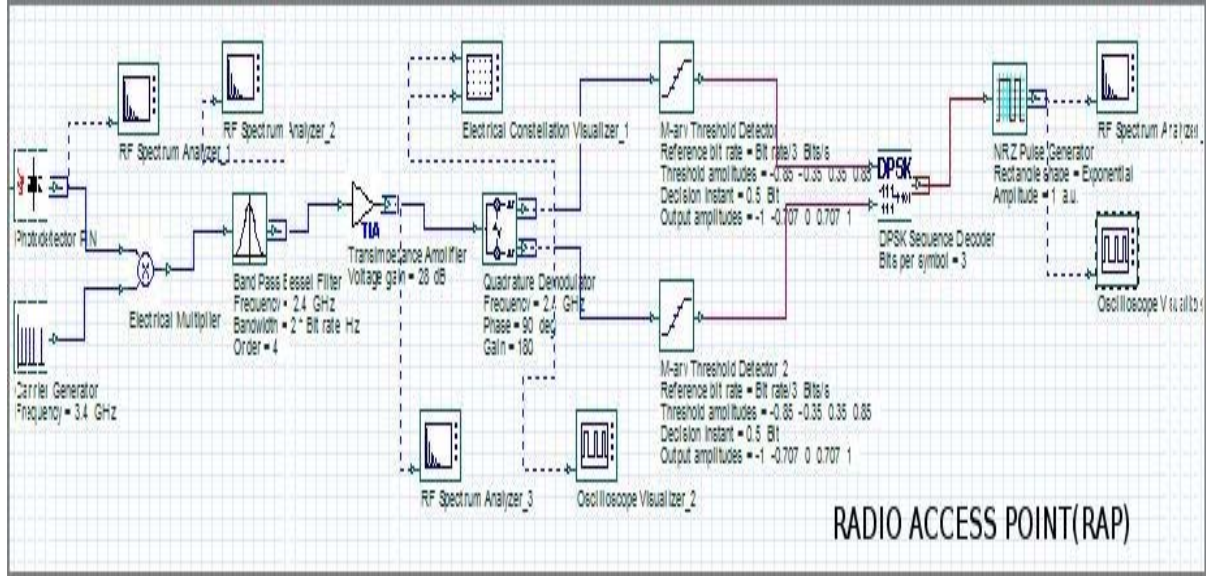 RF Spectrum Analyzer_1
RF Spectrum Analyzer_2
Photodetector PIN
Carrier Generator
Frequency = 3.4 GHz
Electrical Multiplier
Band Pass Bessel Filter
Frequency = 2.4 GHz
Bandwidth = 2 * Bit rate Hz
Order = 4
TIA
Transimpedance Amplifier
Voltage gain = 28 dB
Electrical Constellation Visualizer_1
Quadrature Demodulator
Frequency = 2.4 GHz
Phase = 90 deg
Gain = 180
RF Spectrum Analyzer_3
Oscilloscope Visualizer_2
M-ary Threshold Detector
Reference bit rate = Bit rate/3 Bits/s
Threshold amplitudes = -0.85 -0.35 0.35 0.85
Decision instant = 0.5 Bit
Output amplitudes = -1 -0.707 0 0.707 1
M-ary Threshold Detector_2
Reference bit rate = Bit rate/3 Bits/s
Threshold amplitudes = -0.85 -0.35 0.35 0.85
Decision instant = 0.5 Bit
Output amplitudes = -1 -0.707 0 0.707 1
DPSK
DPSK Sequence Decoder
Bits per symbol = 3
NRZ Pulse Generator
Rectangle shape = Exponential
Amplitude = 1 a.u.
RF Spectrum Analyzer_
Oscilloscope
RADIO ACCESS POINT(RAP)